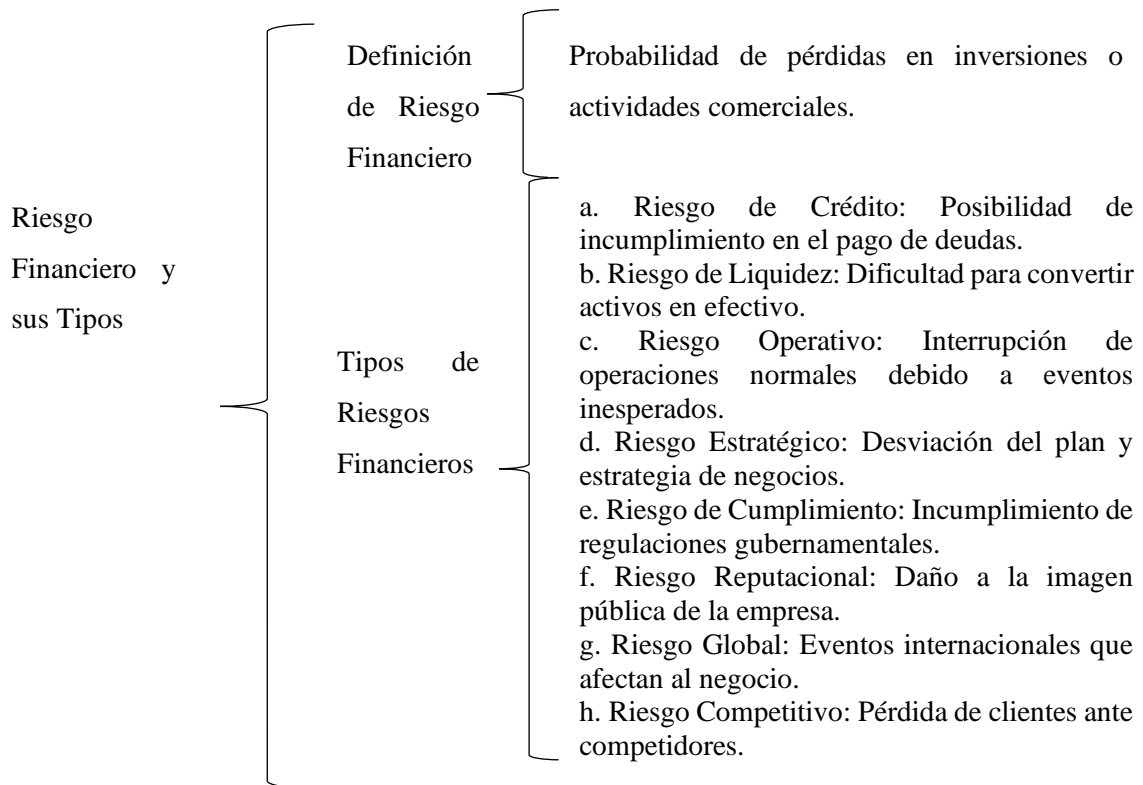 Riesgo
Financiero y
sus Tipos
Definición
de Riesgo
Financiero
Probabilidad de pérdidas en inversiones o
actividades comerciales.
Tipos de
Riesgos
Financieros
a. Riesgo de Crédito: Posibilidad de
incumplimiento en el pago de deudas.
b. Riesgo de Liquidez: Dificultad para convertir
activos en efectivo.
c. Riesgo Operativo: Interrupción de
operaciones normales debido a eventos
inesperados.
d. Riesgo Estratégico: Desviación del plan y
estrategia de negocios.
e. Riesgo de Cumplimiento: Incumplimiento de
regulaciones gubernamentales.
f. Riesgo Reputacional: Daño a la imagen
pública de la empresa.
g. Riesgo Global: Eventos internacionales que
afectan al negocio.
h. Riesgo Competitivo: Pérdida de clientes ante
competidores.